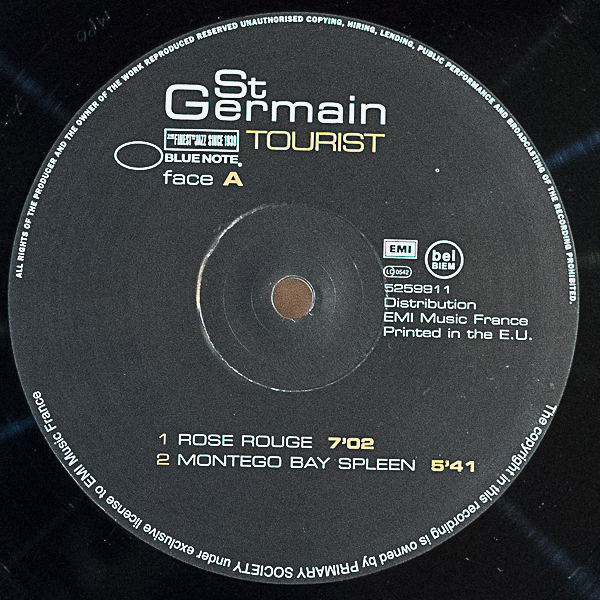 ALL RIGHTS OF THE PRODUCER AND THE OWNER OF THE WORK REPRODUCED RESERVED UNAUTHORISED COPYING, HIRING, LENDING, PUBLIC PERFORMANCE AND BROADCASTING OF THE RECORDING PROHIBITED.
St
Germain
TOURIST
THE FINEST IN JAZZ SINCE 1939
BLUE NOTE
face A
EMI
bel
BIEM
LC 0542
5259911
Distribution
EMI Music France
Printed in the E.U.
1 ROSE ROUGE 7'02
2 MONTEGO BAY SPLEEN 5'41
The copyright in this recording is owned by PRIMARY SOCIETY under exclusive license to EMI Music France